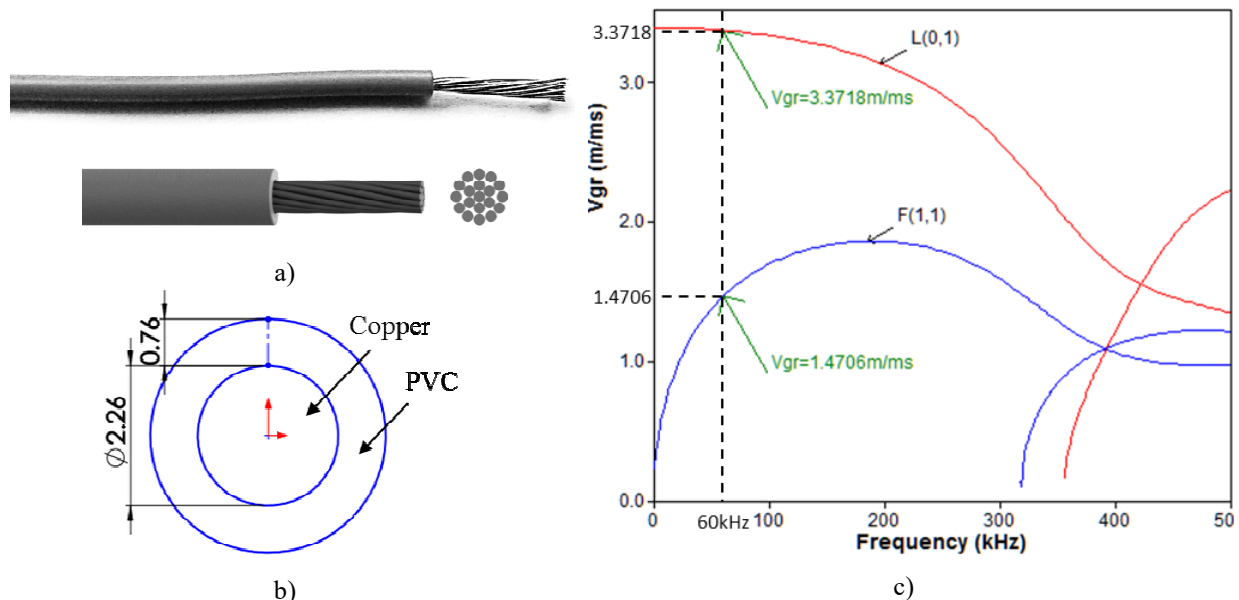 a)
0.76
Ø2.26
Copper
PVC
b)
3.3718
3.0
2.0
1.4706
1.0
0.0
Vgr (m/ms)
L(0,1)
Vgr=3.3718m/ms
F(1,1)
Vgr=1.4706m/ms
0 60kHz 100 200 300 400 50
Frequency (kHz)
c)